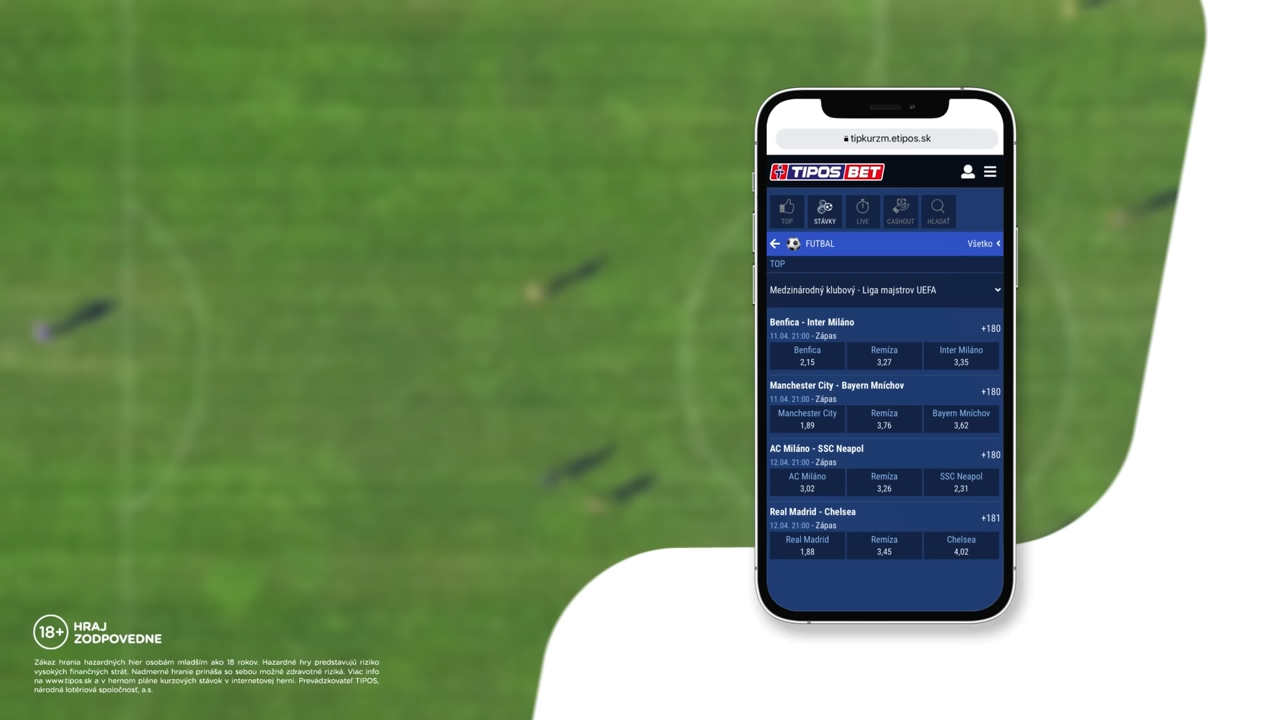 tipkurzm.etipos.sk
TIPOS BET
TOP
STÁVKY
LIVE
CASHOUT
HĽADAŤ
FUTBAL
Všetko
TOP
Medzinárodný klubový - Liga majstrov UEFA
Benfica - Inter Miláno
+180
11.04. 21:00 - Zápas
Benfica
Remíza
Inter Miláno
2,15
3,27
3,35
Manchester City - Bayern Mníchov
+180
11.04. 21:00 - Zápas
Manchester City
Remíza
Bayern Mníchov
1,89
3,76
3,62
AC Miláno - SSC Neapol
+180
12.04. 21:00 - Zápas
AC Miláno
Remíza
SSC Neapol
3,02
3,26
2,31
Real Madrid - Chelsea
+181
12.04. 21:00 - Zápas
Real Madrid
Remíza
Chelsea
1,88
3,45
4,02
18+
HRAJ
ZODPOVEDNE
Zákaz hrania hazardných hier osobám mladším ako 18 rokov. Hazardné hry predstavujú riziko
vysokých finančných strát. Nadmerné hranie prináša so sebou možné zdravotné riziká. Viac info
na www.tipos.sk a v hernom pláne kurzových stávok v internetovej herni. Prevádzkovateľ TIPOS,
národná lotériová spoločnosť, a.s.